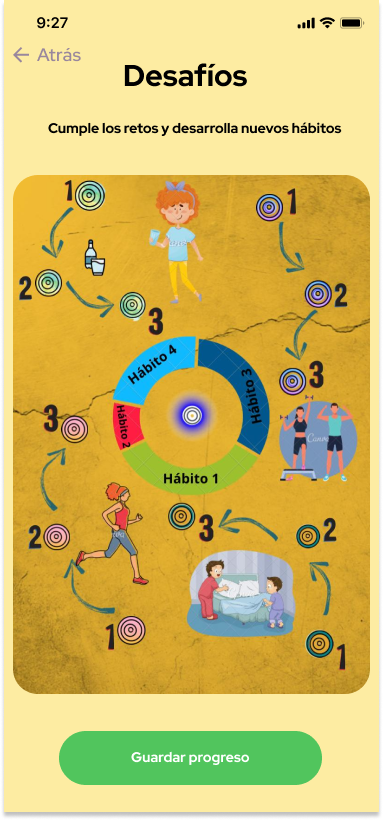 9:27
Atrás
Desafíos
Cumple los retos y desarrolla nuevos hábitos
1
2
3
1
2
3
Hábito 4
Hábito 3
Hábito 2
Hábito 1
Canva
3
2
1
3
2
1
Guardar progreso